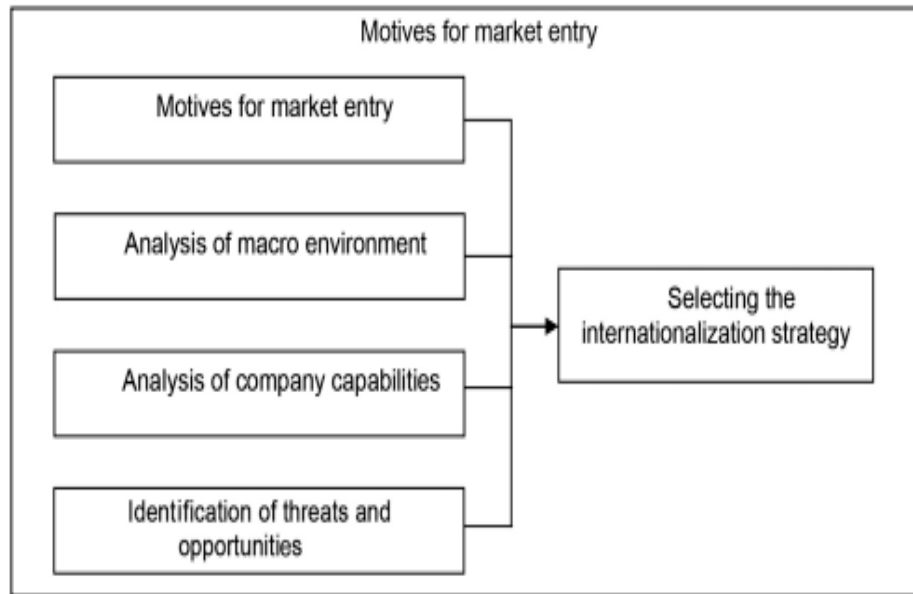 Motives for market entry
Motives for market entry
Analysis of macro environment
Analysis of company capabilities
Identification of threats and
opportunities
Selecting the
internationalization strategy